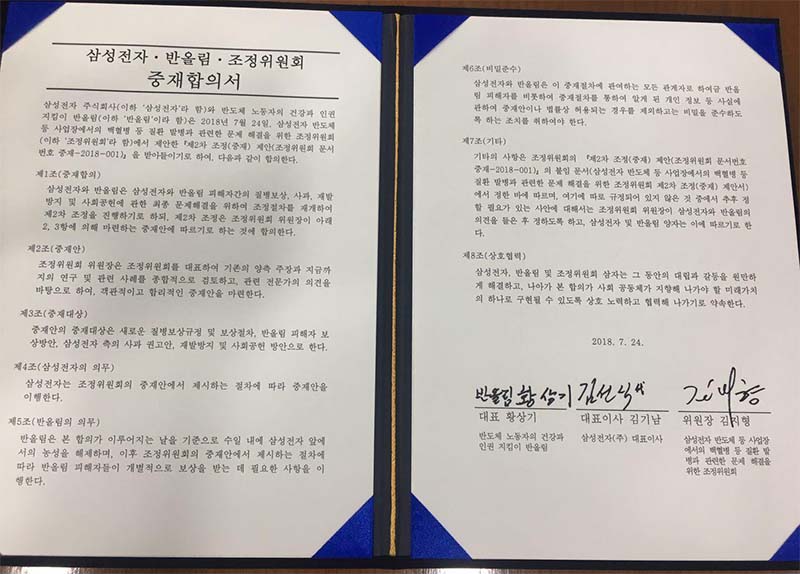 삼성전자 · 반올림 · 조정위원회
중재합의서
삼성전자 주식회사(이하 '삼성전자'라 함)와 반도체 노동자의 건강과 인권
지킴이 반올림(이하 '반올림'이라 함)은 2018년 7월 24일, 삼성전자 반도체
등 사업장에서의 백혈병 등 질환 발병과 관련한 문제 해결을 위한 조정위원회
(이하 '조정위원회'라 함)에서 제안한 『제2차 조정(중재) 제안(조정위원회 문서
번호 중재-2018-001)』을 받아들이기로 하여, 다음과 같이 합의한다.
제1조(중재합의)
삼성전자와 반올림은 삼성전자와 반올림 피해자간의 질병보상, 사과, 재발
방지 및 사회공헌에 관한 최종 문제해결을 위하여 조정절차를 재개하여
제2차 조정을 진행하기로 하되, 제2차 조정은 조정위원회 위원장이 아래
2, 3항에 의해 마련하는 중재안에 따르기로 하는 것에 합의한다.
제2조(중재안)
조정위원회 위원장은 조정위원회를 대표하여 기존의 양측 주장과 지금까
지의 연구 및 관련 사례를 종합적으로 검토하고, 관련 전문가의 의견을
바탕으로 하여, 객관적이고 합리적인 중재안을 마련한다.
제3조(중재대상)
중재안의 중재대상은 새로운 질병보상규정 및 보상절차, 반올림 피해자 보
상방안, 삼성전자 측의 사과 권고안, 재발방지 및 사회공헌 방안으로 한다.
제4조(삼성전자의 의무)
삼성전자는 조정위원회의 중재안에서 제시하는 절차에 따라 중재안을
이행한다.
제5조(반올림의 의무)
반올림은 본 합의가 이루어지는 날을 기준으로 수일 내에 삼성전자 앞에
서의 농성을 해제하며, 이후 조정위원회의 중재안에서 제시하는 절차에
따라 반올림 피해자들이 개별적으로 보상을 받는 데 필요한 사항을 이
행한다.
제6조(비밀준수)
삼성전자와 반올림은 이 중재절차에 관여하는 모든 관계자로 하여금 반올
림 피해자를 비롯하여 중재절차를 통하여 알게 된 개인 정보 등 사실에
관하여 중재안이나 법률상 허용되는 경우를 제외하고는 비밀을 준수하도
록 하는 조치를 취하여야 한다.
제7조(기타)
기타의 사항은 조정위원회의 『제2차 조정(중재) 제안(조정위원회 문서번호
중재-2018-001)』의 붙임 문서(삼성전자 반도체 등 사업장에서의 백혈병 등
질환 발병과 관련한 문제 해결을 위한 조정위원회 제2차 조정(중재) 제안서)
에서 정한 바에 따르며, 여기에 따로 규정되어 있지 않은 것 중에서 추후 정
할 필요가 있는 사안에 대해서는 조정위원회 위원장이 삼성전자와 반올림의
의견을 들은 후 정하도록 하고, 삼성전자 및 반올림 양자는 이에 따르기로 한
다.
제8조(상호협력)
삼성전자, 반올림 및 조정위원회 삼자는 그 동안의 대립과 갈등을 원만하
게 해결하고, 나아가 본 합의가 사회 공동체가 지향해 나가야 할 미래가치
의 하나로 구현될 수 있도록 상호 노력하고 협력해 나가기로 약속한다.
2018. 7. 24.
반올림 황상기 김선식
대표 황상기 대표이사 김기남 위원장 김지형
반도체 노동자의 건강과
인권 지킴이 반올림
삼성전자(주) 대표이사
삼성전자 반도체 등 사업장
에서의 백혈병 등 질환 발
병과 관련한 문제 해결을
위한 조정위원회